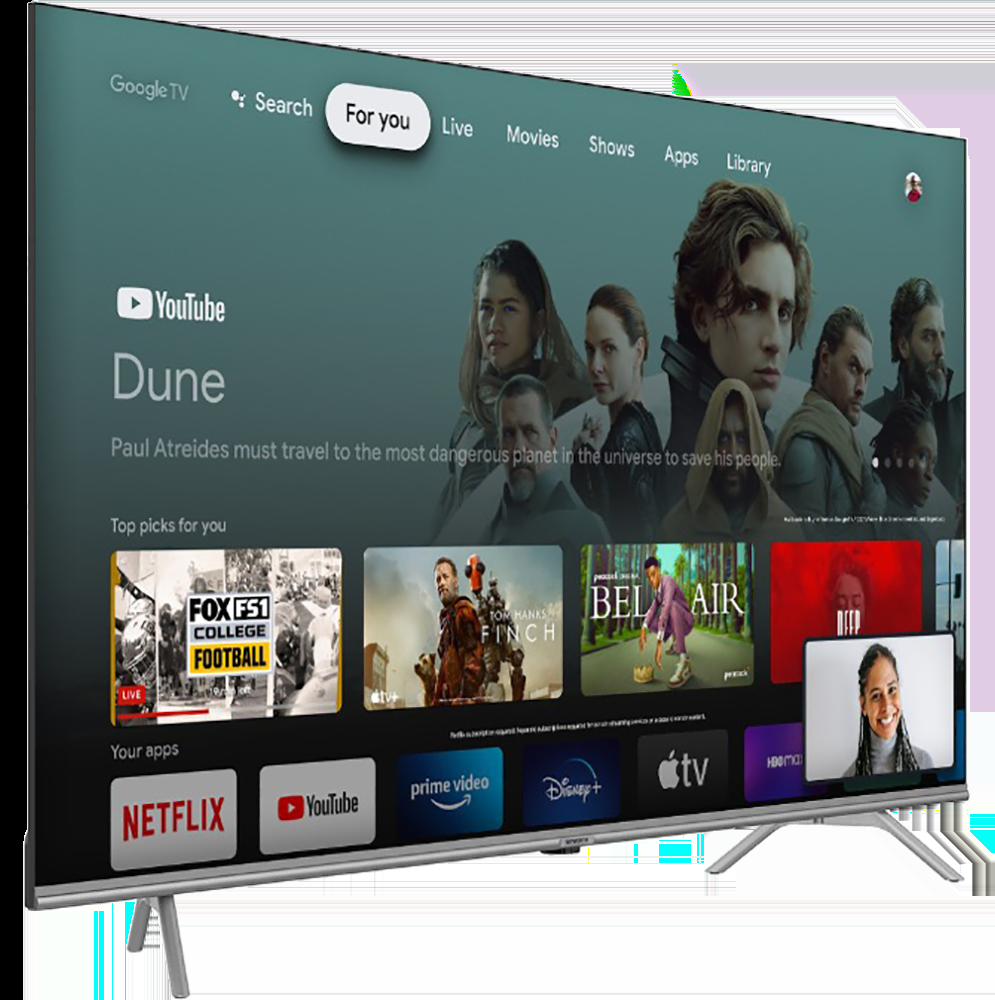 Google TV
Search
For you
Live
Movies
Shows
Apps
Library
YouTube
Dune
Paul Atreides must travel to the most dangerous planet in the universe to save his people.
Top picks for you
FOX FS1
COLLEGE
FOOTBALL
LIVE
TOM HANKS
FINCH
tv+
peacock ORIGINAL
BEL AIR
peacock
DEEP
Your apps
NETFLIX
YouTube
prime video
Disney+
tv
HBO max